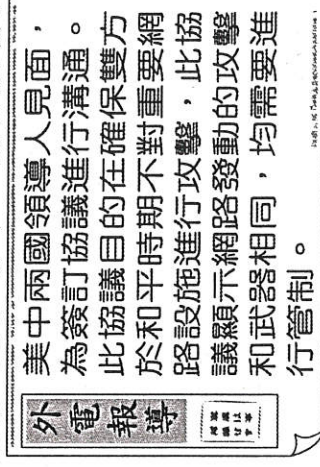 外電報導
美中兩國領導人見面，
為簽訂協議進行溝通。
此協議目的在確保雙方
於和平時期不對重要網
路設施進行攻擊，此協
議顯示網路發動的攻擊
和武器相同，均需要進
行管制。